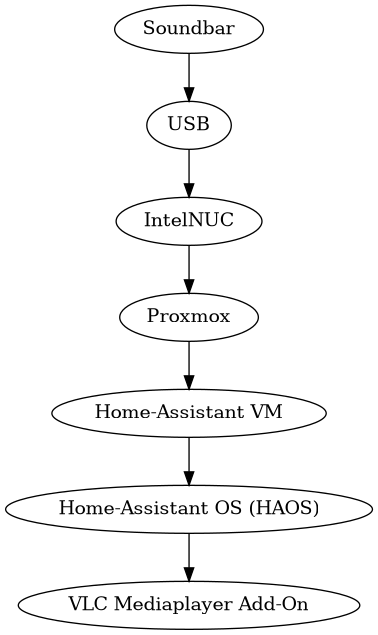 Soundbar
USB
IntelNUC
Proxmox
Home-Assistant VM
Home-Assistant OS (HAOS)
VLC Mediaplayer Add-On